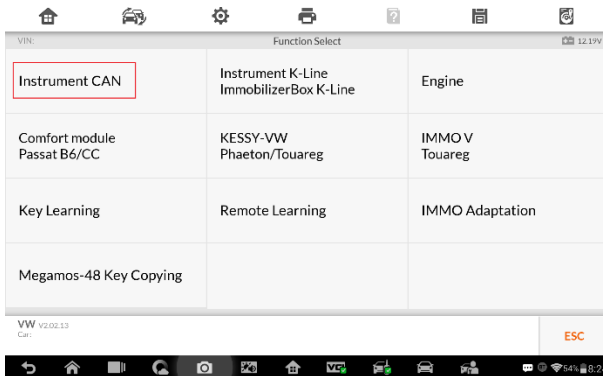 VIN:
Function Select
12.19V
Instrument CAN
Instrument K-Line
ImmobilizerBox K-Line
Engine
Comfort module
Passat B6/CC
KESSY-VW
Phaeton/Touareg
IMMO V
Touareg
Key Learning
Remote Learning
IMMO Adaptation
Megamos-48 Key Copying
VW V2.02.13
Car:
ESC
54%